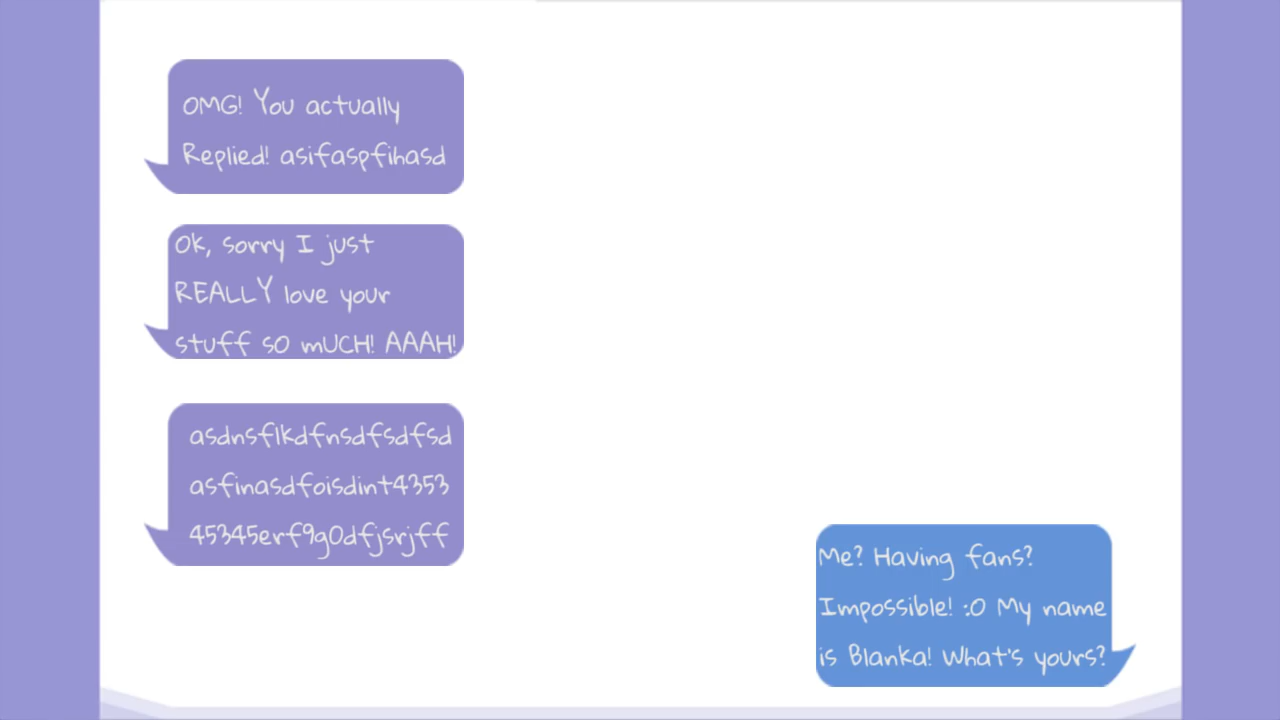 OMG! You actually
Replied! asifaspfihasd
Ok, sorry I just
REALLY love your
stuff so mUCH! AAAH!
asdnsflkdfnsdfsdfsd
asfinasdfoisdint4353
45345erf9g0dfjsrjff
Me? Having fans?
Impossible! :O My name
is Blanka! What's yours?